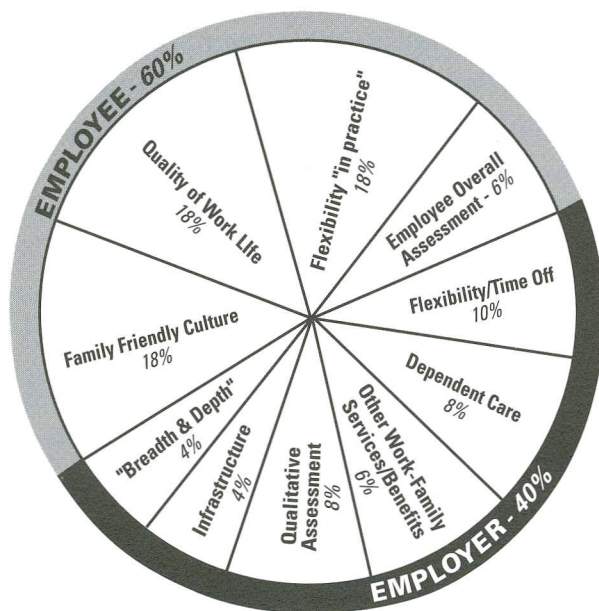 EMPLOYEE - 60%
Quality of Work LIfe
18%
Flexibility "in practice"
18%
Employee Overall
Assessment - 6%
Flexibility/Time Off
10%
Dependent Care
8%
Other Work-Family
Services/Benefits
6%
Qualitative
Assessment
8%
Infrastructure
4%
"Breadth & Depth"
4%
Family Friendly Culture
18%
EMPLOYER - 40%